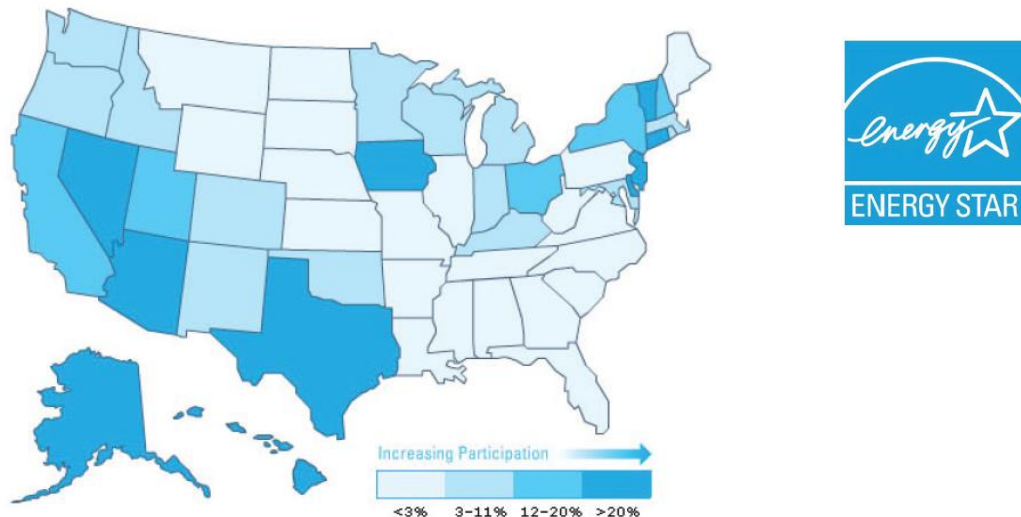 energy
ENERGY STAR
Increasing Participation
<3% 3-11% 12-20% >20%